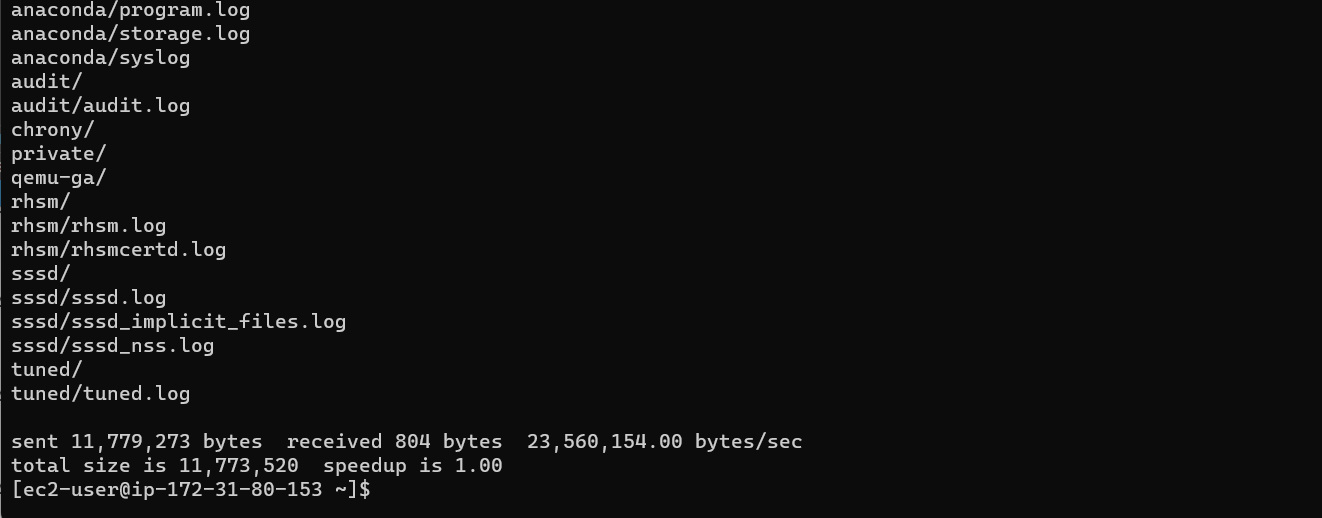 anaconda/program.log
anaconda/storage.log
anaconda/syslog
audit/
audit/audit.log
chrony/
private/
qemu-ga/
rhsm/
rhsm/rhsm.log
rhsm/rhsmcertd.log
sssd/
sssd/sssd.log
sssd/sssd_implicit_files.log
sssd/sssd_nss.log
tuned/
tuned/tuned.log
sent 11,779,273 bytes  received 804 bytes  23,560,154.00 bytes/sec
total size is 11,773,520  speedup is 1.00
[ec2-user@ip-172-31-80-153 ~]$